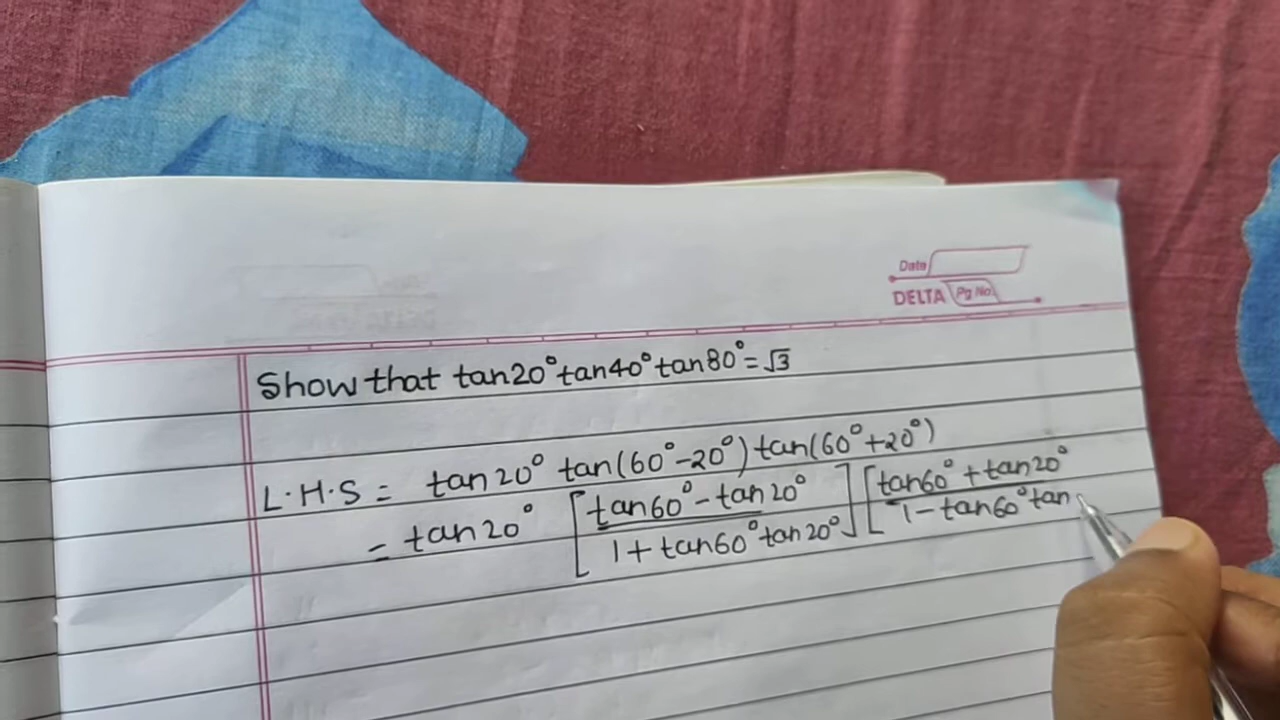 Date
DELTA Pg No.
Show that tan20°tan40°tan80°=√3
L.H.S = tan20° tan(60°-20°)tan(60°+20°)
= tan20° [tan60°-tan20° / 1+tan60°tan20°] [tan60°+tan20° / 1-tan60°tan